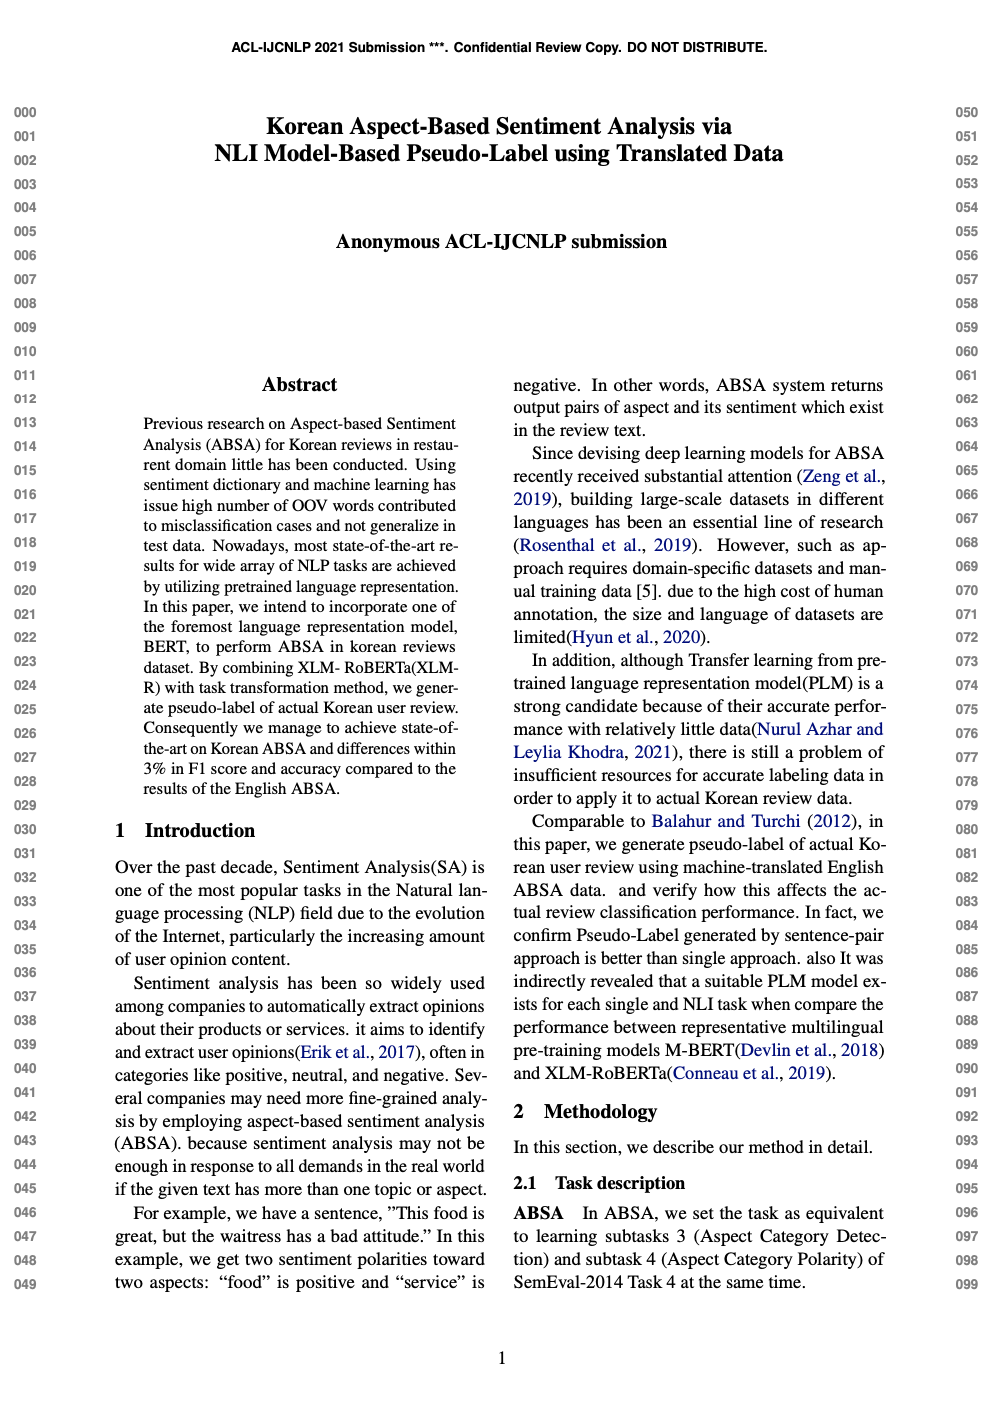 ACL-IJCNLP 2021 Submission ***. Confidential Review Copy. DO NOT DISTRIBUTE.
Korean Aspect-Based Sentiment Analysis via
NLI Model-Based Pseudo-Label using Translated Data
Anonymous ACL-IJCNLP submission
000
001
002
003
004
005
006
007
008
009
010
011
012
013
014
015
016
017
018
019
020
021
022
023
024
025
026
027
028
029
030
031
032
033
034
035
036
037
038
039
040
041
042
043
044
045
046
047
048
049
Abstract
Previous research on Aspect-based Sentiment
Analysis (ABSA) for Korean reviews in restau-
rent domain little has been conducted. Using
sentiment dictionary and machine learning has
issue high number of OOV words contributed
to misclassification cases and not generalize in
test data. Nowadays, most state-of-the-art re-
sults for wide array of NLP tasks are achieved
by utilizing pretrained language representation.
In this paper, we intend to incorporate one of
the foremost language representation model,
BERT, to perform ABSA in korean reviews
dataset. By combining XLM- RoBERTa(XLM-
R) with task transformation method, we gener-
ate pseudo-label of actual Korean user review.
Consequently we manage to achieve state-of-
the-art on Korean ABSA and differences within
3% in F1 score and accuracy compared to the
results of the English ABSA.
1 Introduction
Over the past decade, Sentiment Analysis(SA) is
one of the most popular tasks in the Natural lan-
guage processing (NLP) field due to the evolution
of the Internet, particularly the increasing amount
of user opinion content.
Sentiment analysis has been so widely used
among companies to automatically extract opinions
about their products or services. it aims to identify
and extract user opinions(Erik et al., 2017), often in
categories like positive, neutral, and negative. Sev-
eral companies may need more fine-grained analy-
sis by employing aspect-based sentiment analysis
(ABSA). because sentiment analysis may not be
enough in response to all demands in the real world
if the given text has more than one topic or aspect.
For example, we have a sentence, ”This food is
great, but the waitress has a bad attitude.” In this
example, we get two sentiment polarities toward
two aspects: “food” is positive and “service” is
negative. In other words, ABSA system returns
output pairs of aspect and its sentiment which exist
in the review text.
Since devising deep learning models for ABSA
recently received substantial attention (Zeng et al.,
2019), building large-scale datasets in different
languages has been an essential line of research
(Rosenthal et al., 2019). However, such as ap-
proach requires domain-specific datasets and man-
ual training data [5]. due to the high cost of human
annotation, the size and language of datasets are
limited(Hyun et al., 2020).
In addition, although Transfer learning from pre-
trained language representation model(PLM) is a
strong candidate because of their accurate perfor-
mance with relatively little data(Nurul Azhar and
Leylia Khodra, 2021), there is still a problem of
insufficient resources for accurate labeling data in
order to apply it to actual Korean review data.
Comparable to Balahur and Turchi (2012), in
this paper, we generate pseudo-label of actual Ko-
rean user review using machine-translated English
ABSA data. and verify how this affects the ac-
tual review classification performance. In fact, we
confirm Pseudo-Label generated by sentence-pair
approach is better than single approach. also It was
indirectly revealed that a suitable PLM model ex-
ists for each single and NLI task when compare the
performance between representative multilingual
pre-training models M-BERT(Devlin et al., 2018)
and XLM-RoBERTa(Conneau et al., 2019).
2 Methodology
In this section, we describe our method in detail.
2.1 Task description
ABSA In ABSA, we set the task as equivalent
to learning subtasks 3 (Aspect Category Detec-
tion) and subtask 4 (Aspect Category Polarity) of
SemEval-2014 Task 4 at the same time.
050
051
052
053
054
055
056
057
058
059
060
061
062
063
064
065
066
067
068
069
070
071
072
073
074
075
076
077
078
079
080
081
082
083
084
085
086
087
088
089
090
091
092
093
094
095
096
097
098
099
1